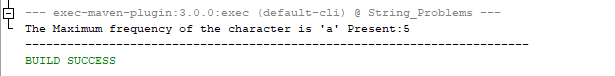 --- exec-maven-plugin:3.0.0:exec (default-cli) @ String_Problems ---
The Maximum frequency of the character is 'a' Present:5
------------------------------------------------------------------------
BUILD SUCCESS